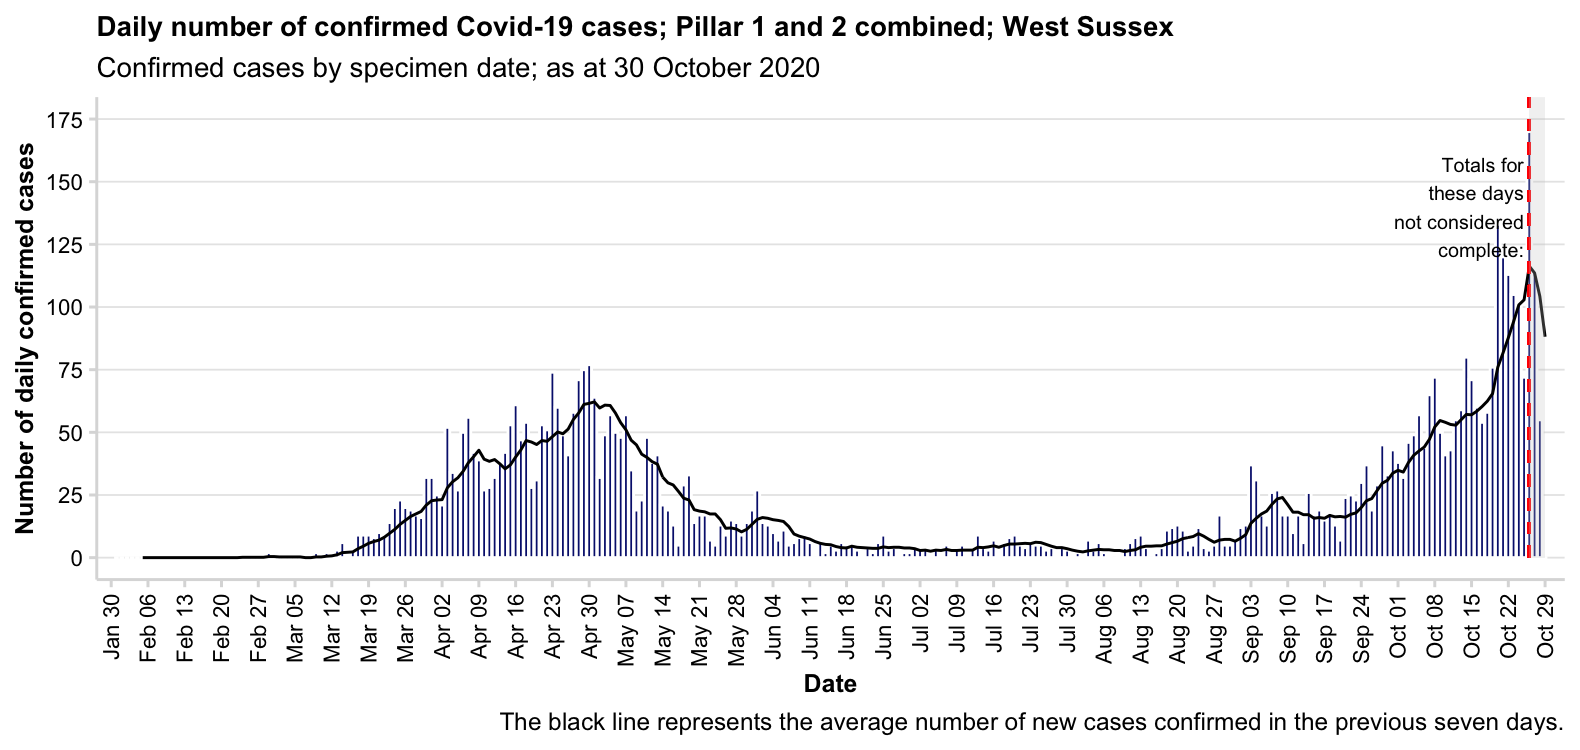 Daily number of confirmed Covid-19 cases; Pillar 1 and 2 combined; West Sussex
Confirmed cases by specimen date; as at 30 October 2020
Number of daily confirmed cases
175
150
125
100
75
50
25
0
Totals for
these days
not considered
complete:
Jan 30
Feb 06
Feb 13
Feb 20
Feb 27
Mar 05
Mar 12
Mar 19
Mar 26
Apr 02
Apr 09
Apr 16
Apr 23
Apr 30
May 07
May 14
May 21
May 28
Jun 04
Jun 11
Jun 18
Jun 25
Jul 02
Jul 09
Jul 16
Jul 23
Jul 30
Aug 06
Aug 13
Aug 20
Aug 27
Sep 03
Sep 10
Sep 17
Sep 24
Oct 01
Oct 08
Oct 15
Oct 22
Oct 29
Date
The black line represents the average number of new cases confirmed in the previous seven days.